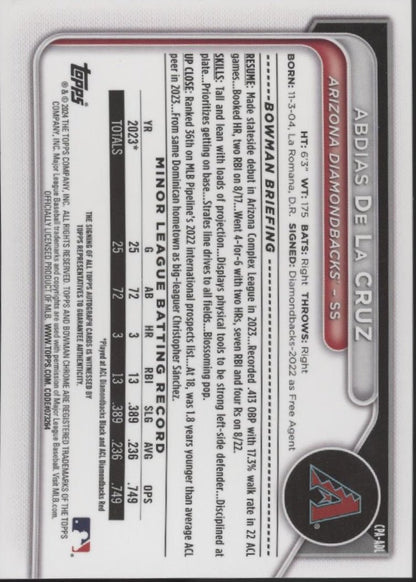 CPA-ADL
ABDIAS DE LA CRUZ
ARIZONA DIAMONDBACKS – SS
HT: 6'3" WT: 175 BATS: Right THROWS: Right
BORN: 11-3-04, La Romana, D.R. SIGNED: Diamondbacks-2022 as Free Agent
BOWMAN BRIEFING
RESUME: Made stateside debut in Arizona Complex League in 2023...Recorded .413 OBP with 17.3% walk rate in 22 ACL
games...Booked HR, two RBI on 8/17...Went 4-for-6 with two HRs, seven RBI and four Rs on 8/22.
SKILLS: Tall and lean with loads of projection...Displays physical tools to be strong left-side defender...Disciplined at
plate...Prioritizes getting on base...Strafes line drives to all fields...Blossoming pop.
UP CLOSE: Ranked 36th on MLB Pipeline's 2022 international prospects list...At 18, was 1.8 years younger than average ACL
peer in 2023...From same Dominican hometown as big-leaguer Christopher Sánchez.
MINOR LEAGUE BATTING RECORD
YR G AB HR RBI SLG AVG OPS
2023* 25 72 3 13 .389 .236 .749
TOTALS 25 72 3 13 .389 .236 .749
*Played at ACL Diamondbacks Black and ACL Diamondbacks Red
THE SIGNING OF ALL TOPPS AUTOGRAPH CARDS IS WITNESSED BY
TOPPS REPRESENTATIVES TO GUARANTEE AUTHENTICITY.
topps
® & © 2024 THE TOPPS COMPANY, INC. ALL RIGHTS RESERVED. TOPPS AND BOWMAN CHROME ARE REGISTERED TRADEMARKS OF THE TOPPS
COMPANY, INC. Major League Baseball trademarks and copyrights are used with permission of Major League Baseball. Visit MLB.com.
OFFICIALLY LICENSED PRODUCT OF MLB. WWW.TOPPS.COM.